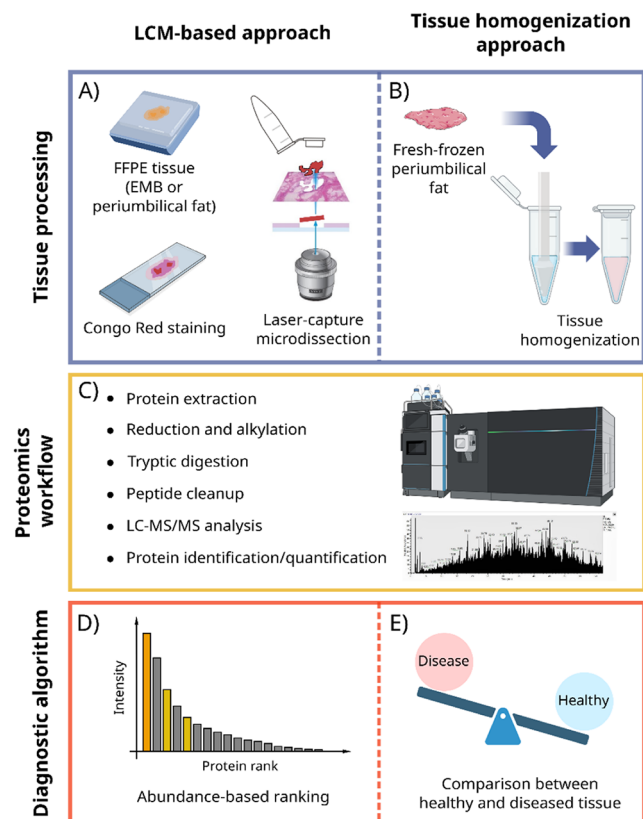 LCM-based approach
Tissue homogenization
approach
Tissue processing
A)
FFPE tissue
(EMB or
periumbilical fat)
Congo Red staining
Laser-capture
microdissection
B)
Fresh-frozen
periumbilical
fat
Tissue
homogenization
Proteomics
workflow
C)
• Protein extraction
• Reduction and alkylation
• Tryptic digestion
• Peptide cleanup
• LC-MS/MS analysis
• Protein identification/quantification
Diagnostic algorithm
D)
Intensity
Protein rank
Abundance-based ranking
E)
Disease
Healthy
Comparison between
healthy and diseased tissue